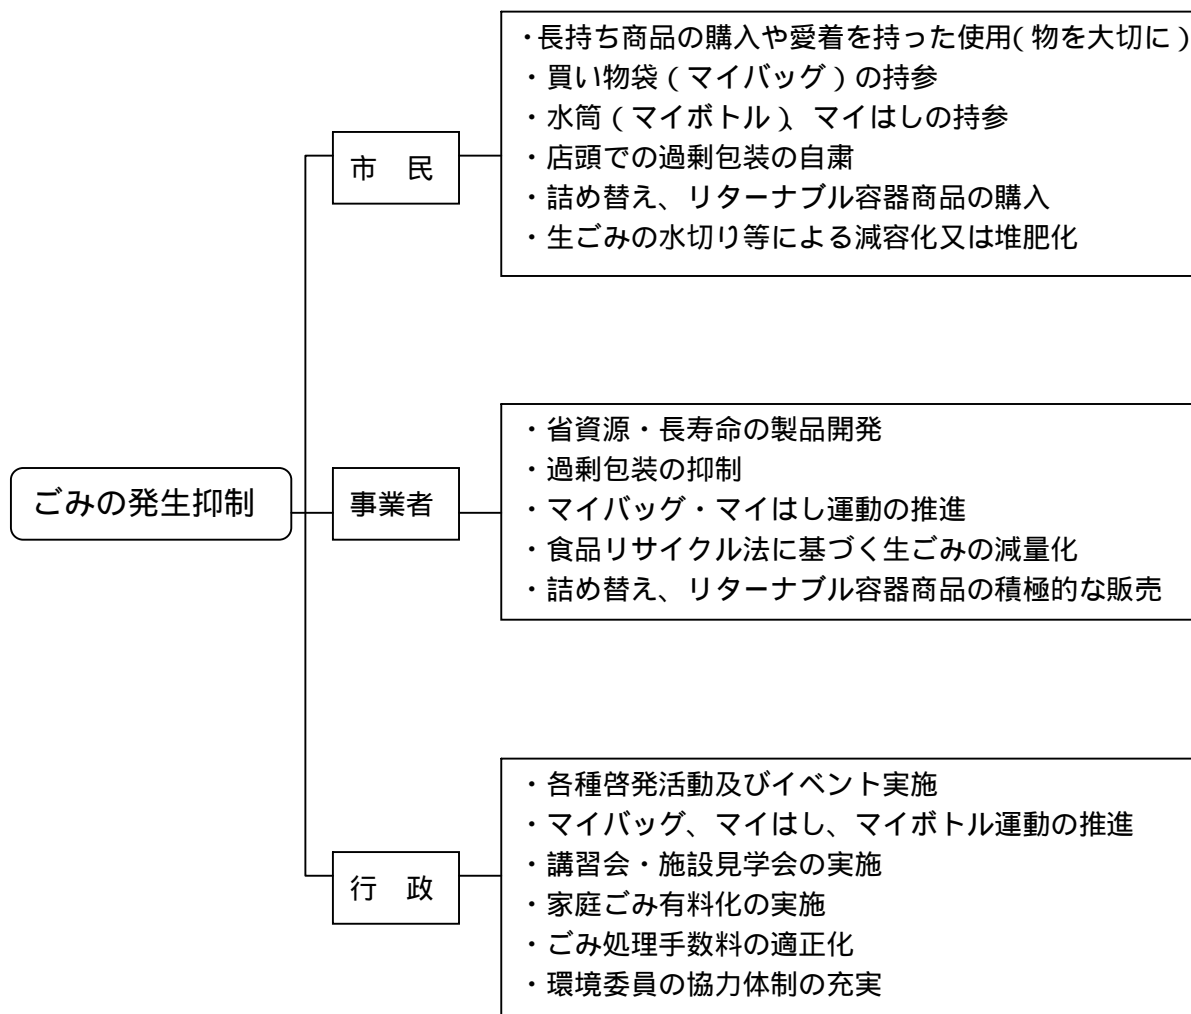 ・長持ち商品の購入や愛着を持った使用(物を大切に)
・買い物袋(マイバッグ)の持参
・水筒(マイボトル)、マイはしの持参
・店頭での過剰包装の自粛
・詰め替え、リターナブル容器商品の購入
・生ごみの水切り等による減容化又は堆肥化
市　民
ごみの発生抑制
事業者
・省資源・長寿命の製品開発
・過剰包装の抑制
・マイバッグ・マイはし運動の推進
・食品リサイクル法に基づく生ごみの減量化
・詰め替え、リターナブル容器商品の積極的な販売
行　政
・各種啓発活動及びイベント実施
・マイバッグ、マイはし、マイボトル運動の推進
・講習会・施設見学会の実施
・家庭ごみ有料化の実施
・ごみ処理手数料の適正化
・環境委員の協力体制の充実